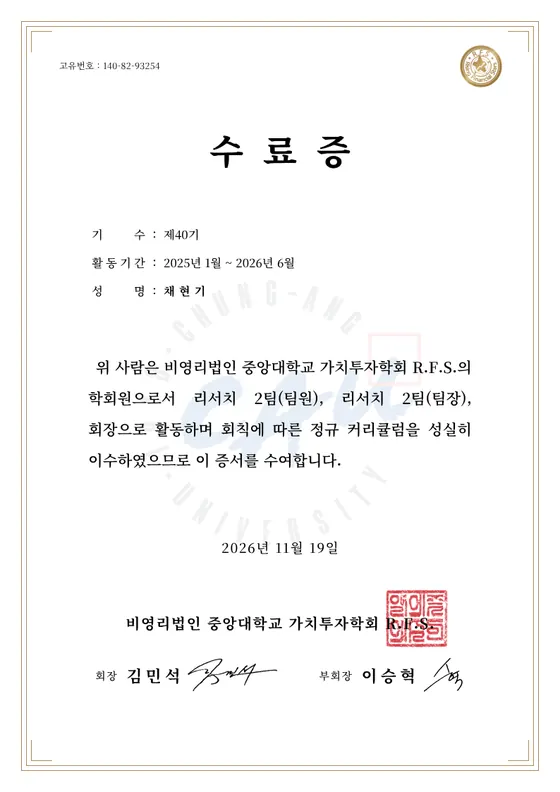 고유번호 : 140-82-93254
수 료 증
기 수 : 제40기
활동기간 : 2025년 1월 ~ 2026년 6월
성 명 : 채현기
CHUNG-ANG
위 사람은 비영리법인 중앙대학교 가치투자학회 R.F.S.의
학회원으로서 리서치 2팀(팀원), 리서치 2팀(팀장),
회장으로 활동하며 회칙에 따른 정규 커리큘럼을 성실히
이수하였으므로 이 증서를 수여합니다.
CAU
UNIVERSITY
2026년 11월 19일
비영리법인 중앙대학교 가치투자학회 R.F.S.
회장 김민석
부회장 이승혁